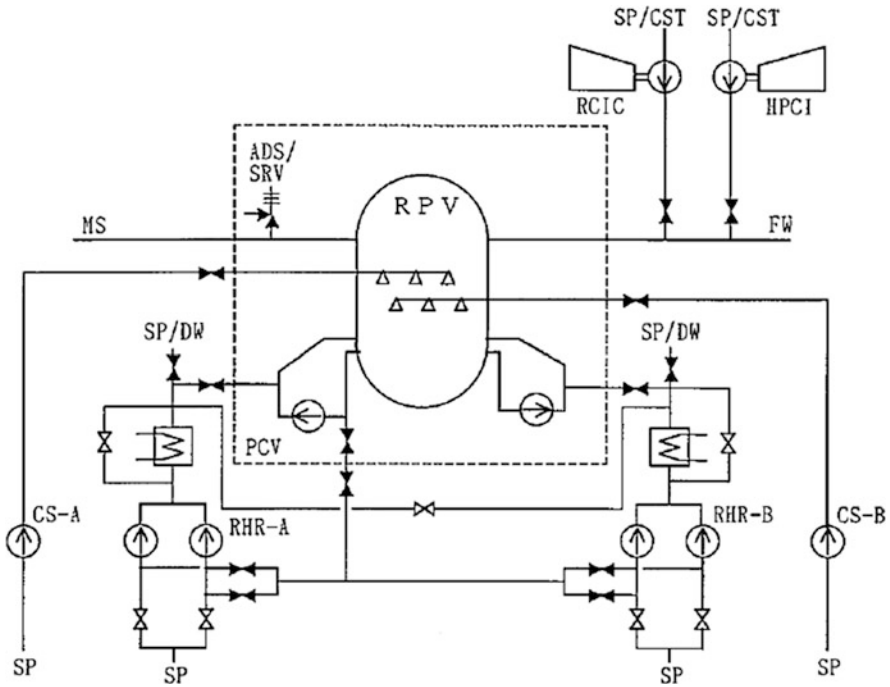 SP/CST SP/CST
RCIC HPCI
ADS/
SRV
RPV
MS FW
SP/DW SP/DW
PCV
CS-A RHR-A RHR-B CS-B
SP SP SP SP